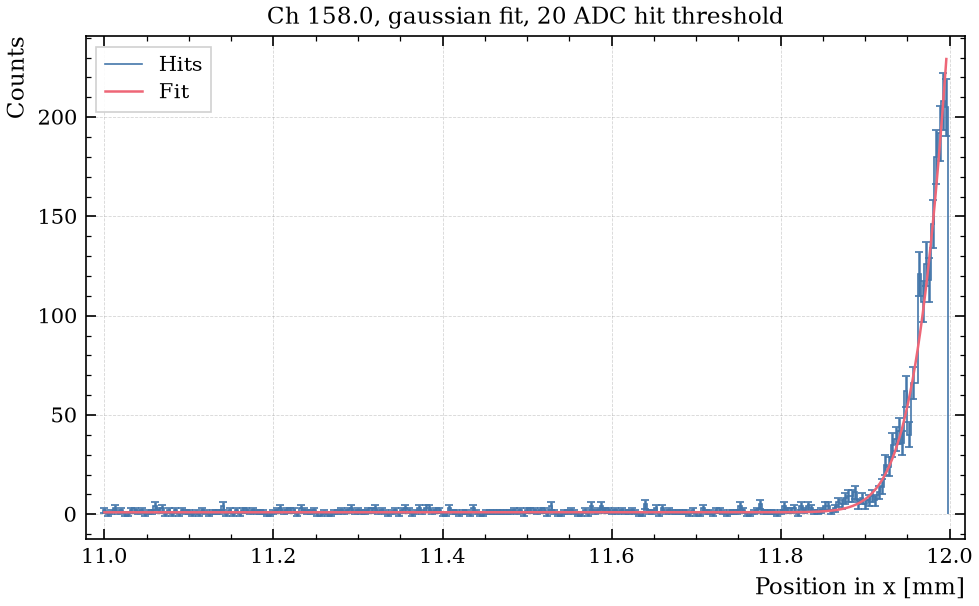 Ch 158.0, gaussian fit, 20 ADC hit threshold
Counts
Hits
Fit
200
150
100
50
0
11.0 11.2 11.4 11.6 11.8 12.0
Position in x [mm]